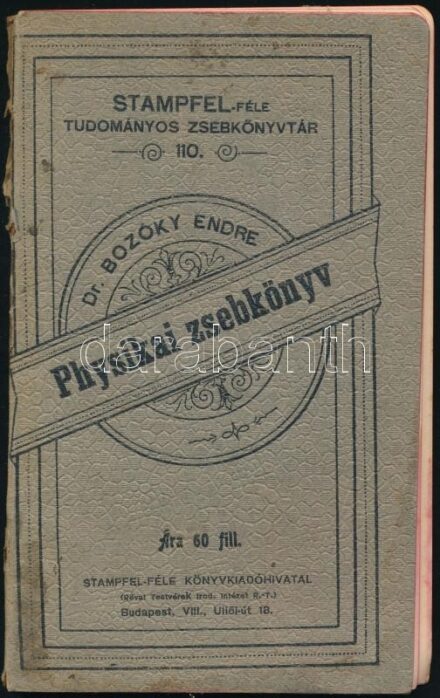 STAMPFEL-FÉLE
TUDOMÁNYOS ZSEBKÖNYVTÁR
110.
Dr. BOZÓKY ENDRE
Physikai zsebkönyv
darabanth
Ára 60 fill.
STAMPFEL-FÉLE KÖNYVKIADÓHIVATAL
(Révai Testvérek Irod. Intézet R.-T.)
Budapest, VIII., Üllői-út 18.